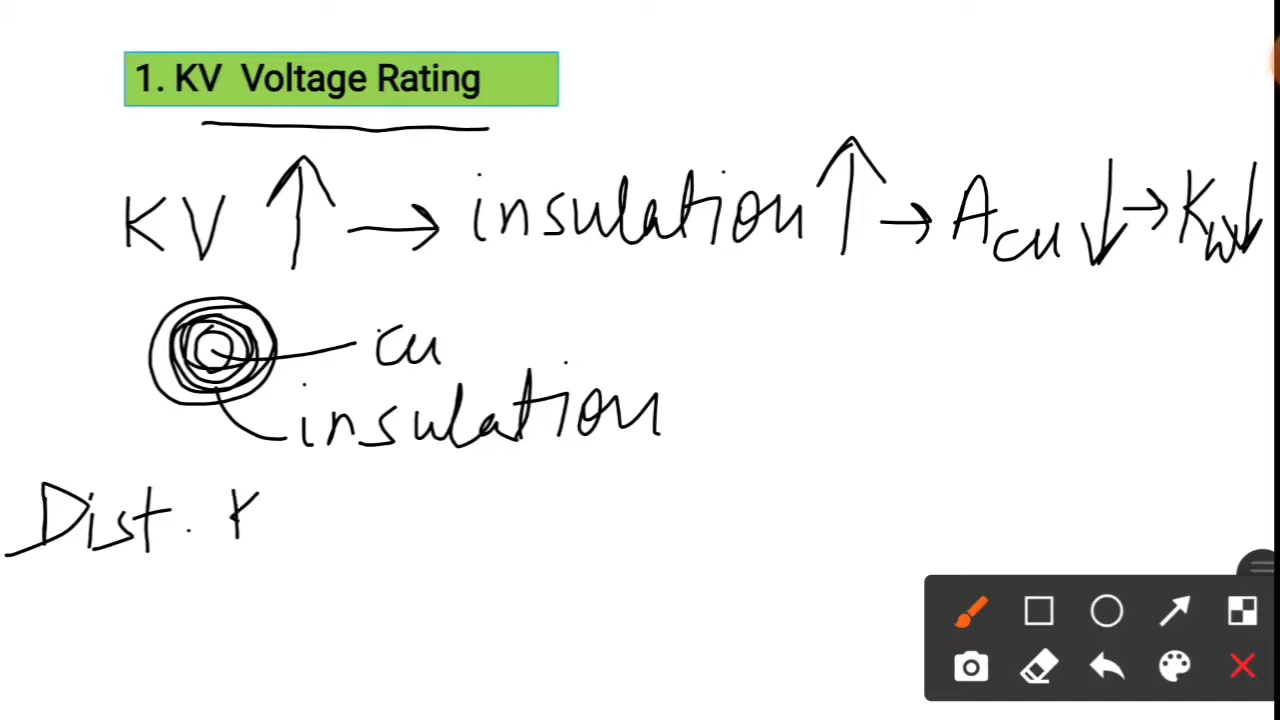 1. KV Voltage Rating
KV ↑ → insulation ↑ → Acu ↓ → Kw ↓
cu
insulation
Dist.